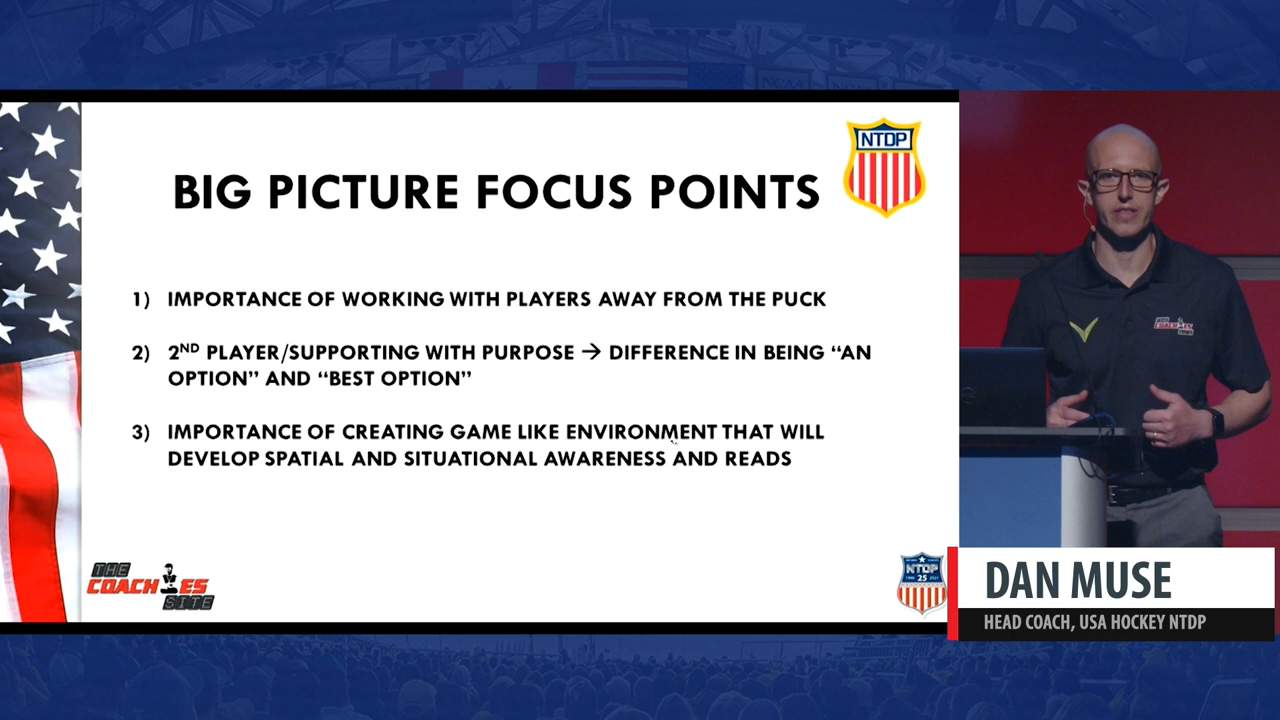 NTDP
BIG PICTURE FOCUS POINTS
1) IMPORTANCE OF WORKING WITH PLAYERS AWAY FROM THE PUCK
2) 2ND PLAYER/SUPPORTING WITH PURPOSE → DIFFERENCE IN BEING “AN
OPTION” AND “BEST OPTION”
3) IMPORTANCE OF CREATING GAME LIKE ENVIRONMENT THAT WILL
DEVELOP SPATIAL AND SITUATIONAL AWARENESS AND READS
THE
COACHES
SITE
NTDP
25
THE
COACHES
SITE
DAN MUSE
HEAD COACH, USA HOCKEY NTDP